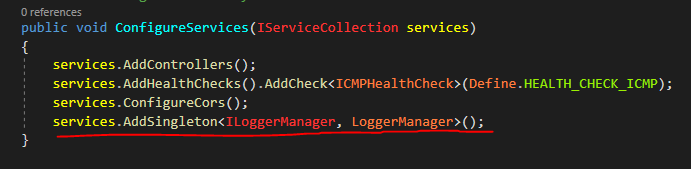 0 references
public void ConfigureServices(IServiceCollection services)
{
services.AddControllers();
services.AddHealthChecks().AddCheck<ICMPHealthCheck>(Define.HEALTH_CHECK_ICMP);
services.ConfigureCors();
services.AddSingleton<ILoggerManager, LoggerManager>();
}